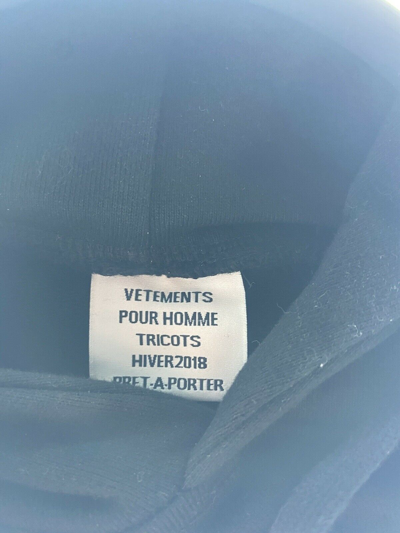 VETEMENTS
POUR HOMME
TRICOTS
HIVER2018
PRET-A-PORTER